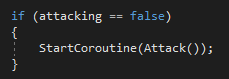 if (attacking == false)
{
    StartCoroutine(Attack());
}